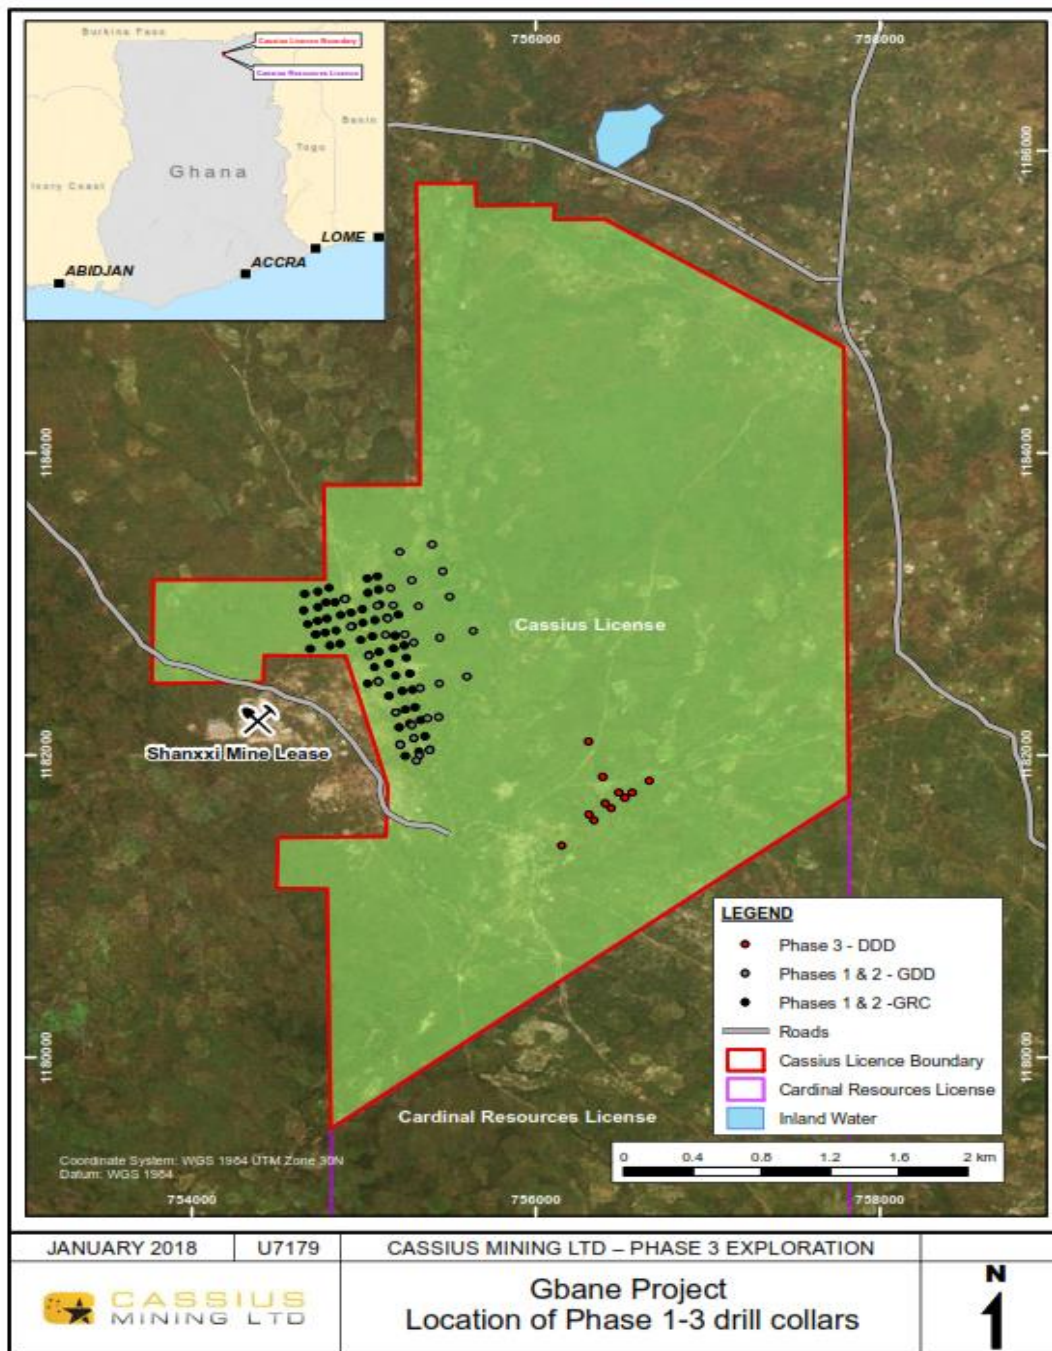 Burkina Faso
Cassius Licence Boundary
Cassius Resources Licence
Benin
Togo
Ghana
Ivory Coast
LOME
ACCRA
ABIDJAN
756000
758000
1186000
1184000
1184000
Cassius License
1182000
1182000
Shanxxi Mine Lease
LEGEND
Phase 3 - DDD
Phases 1 & 2 - GDD
Phases 1 & 2 -GRC
Roads
Cassius Licence Boundary
Cardinal Resources License
Inland Water
1180000
1180000
Cardinal Resources License
Coordinate System: WGS 1984 UTM Zone 30N
Datum: WGS 1984
0 0.4 0.8 1.2 1.6 2 km
754000
756000
758000
JANUARY 2018
U7179
CASSIUS MINING LTD – PHASE 3 EXPLORATION
CASSIUS
MINING LTD
Gbane Project
Location of Phase 1-3 drill collars
N